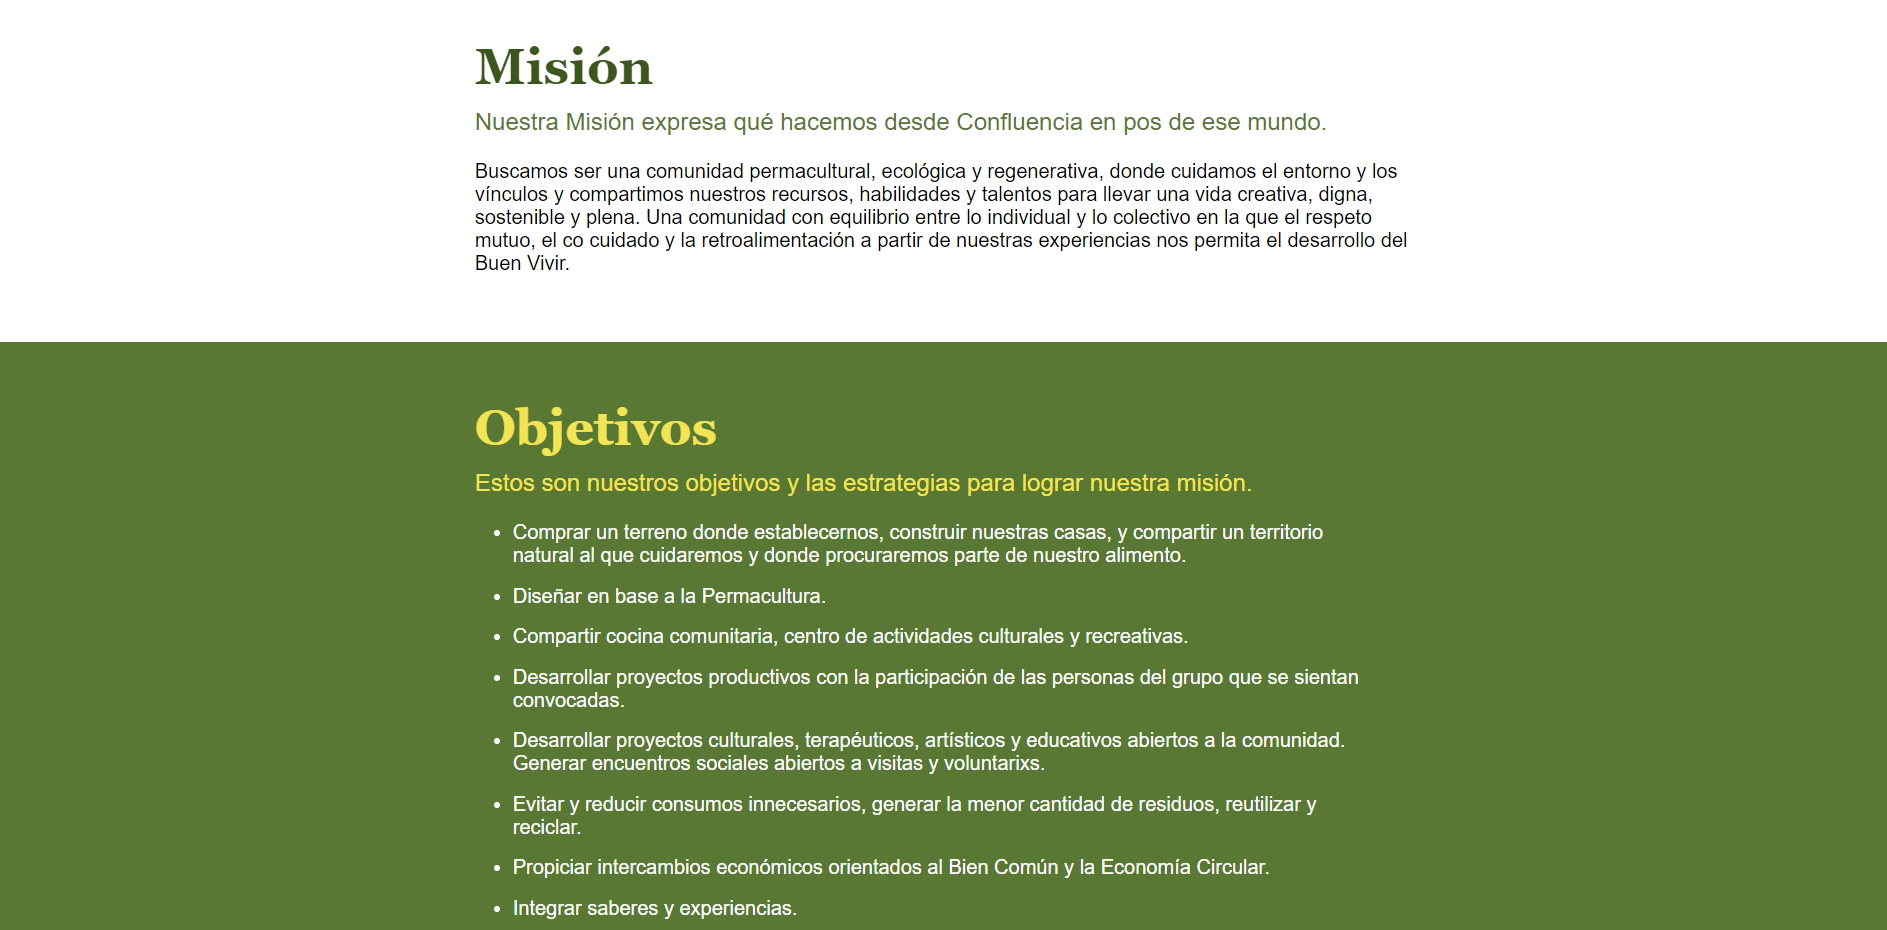 Misión
Nuestra Misión expresa qué hacemos desde Confluencia en pos de ese mundo.
Buscamos ser una comunidad permacultural, ecológica y regenerativa, donde cuidamos el entorno y los
vínculos y compartimos nuestros recursos, habilidades y talentos para llevar una vida creativa, digna,
sostenible y plena. Una comunidad con equilibrio entre lo individual y lo colectivo en la que el respeto
mutuo, el co cuidado y la retroalimentación a partir de nuestras experiencias nos permita el desarrollo del
Buen Vivir.
Objetivos
Estos son nuestros objetivos y las estrategias para lograr nuestra misión.
• Comprar un terreno donde establecernos, construir nuestras casas, y compartir un territorio
natural al que cuidaremos y donde procuraremos parte de nuestro alimento.
• Diseñar en base a la Permacultura.
• Compartir cocina comunitaria, centro de actividades culturales y recreativas.
• Desarrollar proyectos productivos con la participación de las personas del grupo que se sientan
convocadas.
• Desarrollar proyectos culturales, terapéuticos, artísticos y educativos abiertos a la comunidad.
Generar encuentros sociales abiertos a visitas y voluntarixs.
• Evitar y reducir consumos innecesarios, generar la menor cantidad de residuos, reutilizar y
reciclar.
• Propiciar intercambios económicos orientados al Bien Común y la Economía Circular.
• Integrar saberes y experiencias.